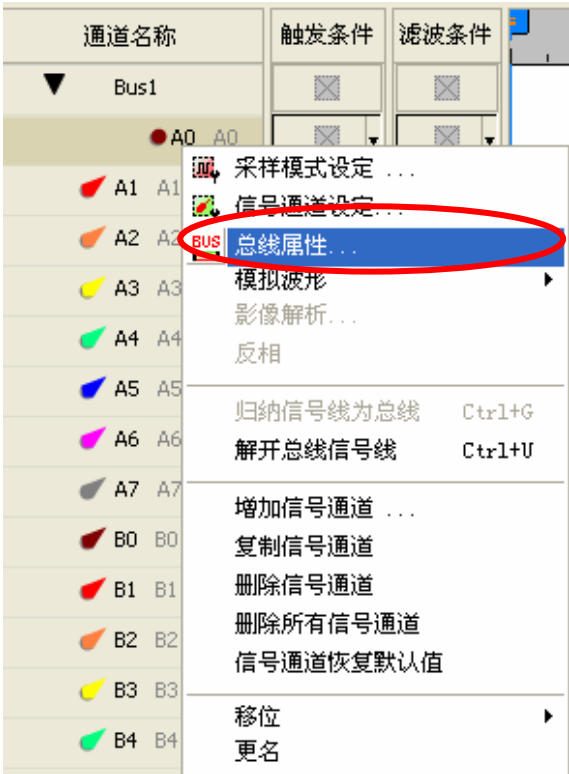 通道名称 触发条件 滤波条件
Bus1
A0 A0
采样模式设定 ...
A1 A1
信号通道设定...
A2 A2
BUS 总线属性...
模拟波形
A3 A3
影像解析...
A4 A4
反相
A5 A5
归纳信号线为总线 Ctrl+G
A6 A6
解开总线信号线 Ctrl+U
A7 A7
增加信号通道 ...
B0 B0
复制信号通道
B1 B1
删除信号通道
删除所有信号通道
B2 B2
信号通道恢复默认值
B3 B3
移位
B4 B4
更名